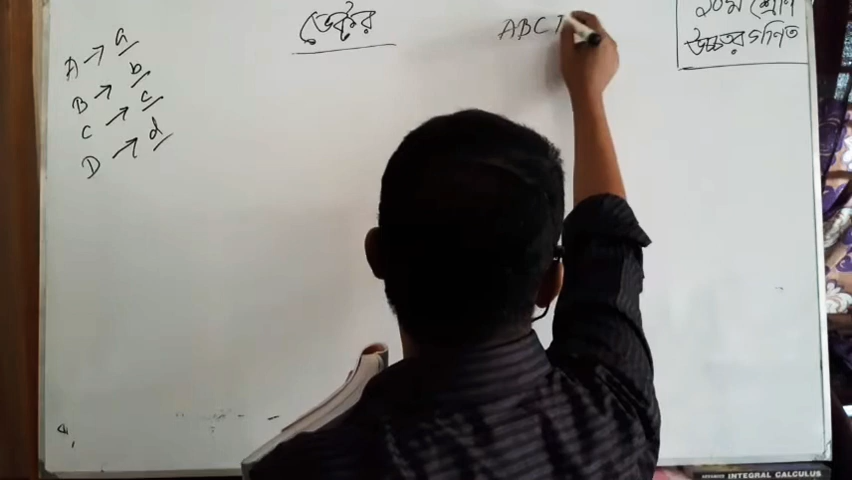 ভেক্টর
A → a
B → b
C → c
D → d
ABC
১০ম শ্রেণি
উচ্চতর গণিত
INTEGRAL CALCULUS